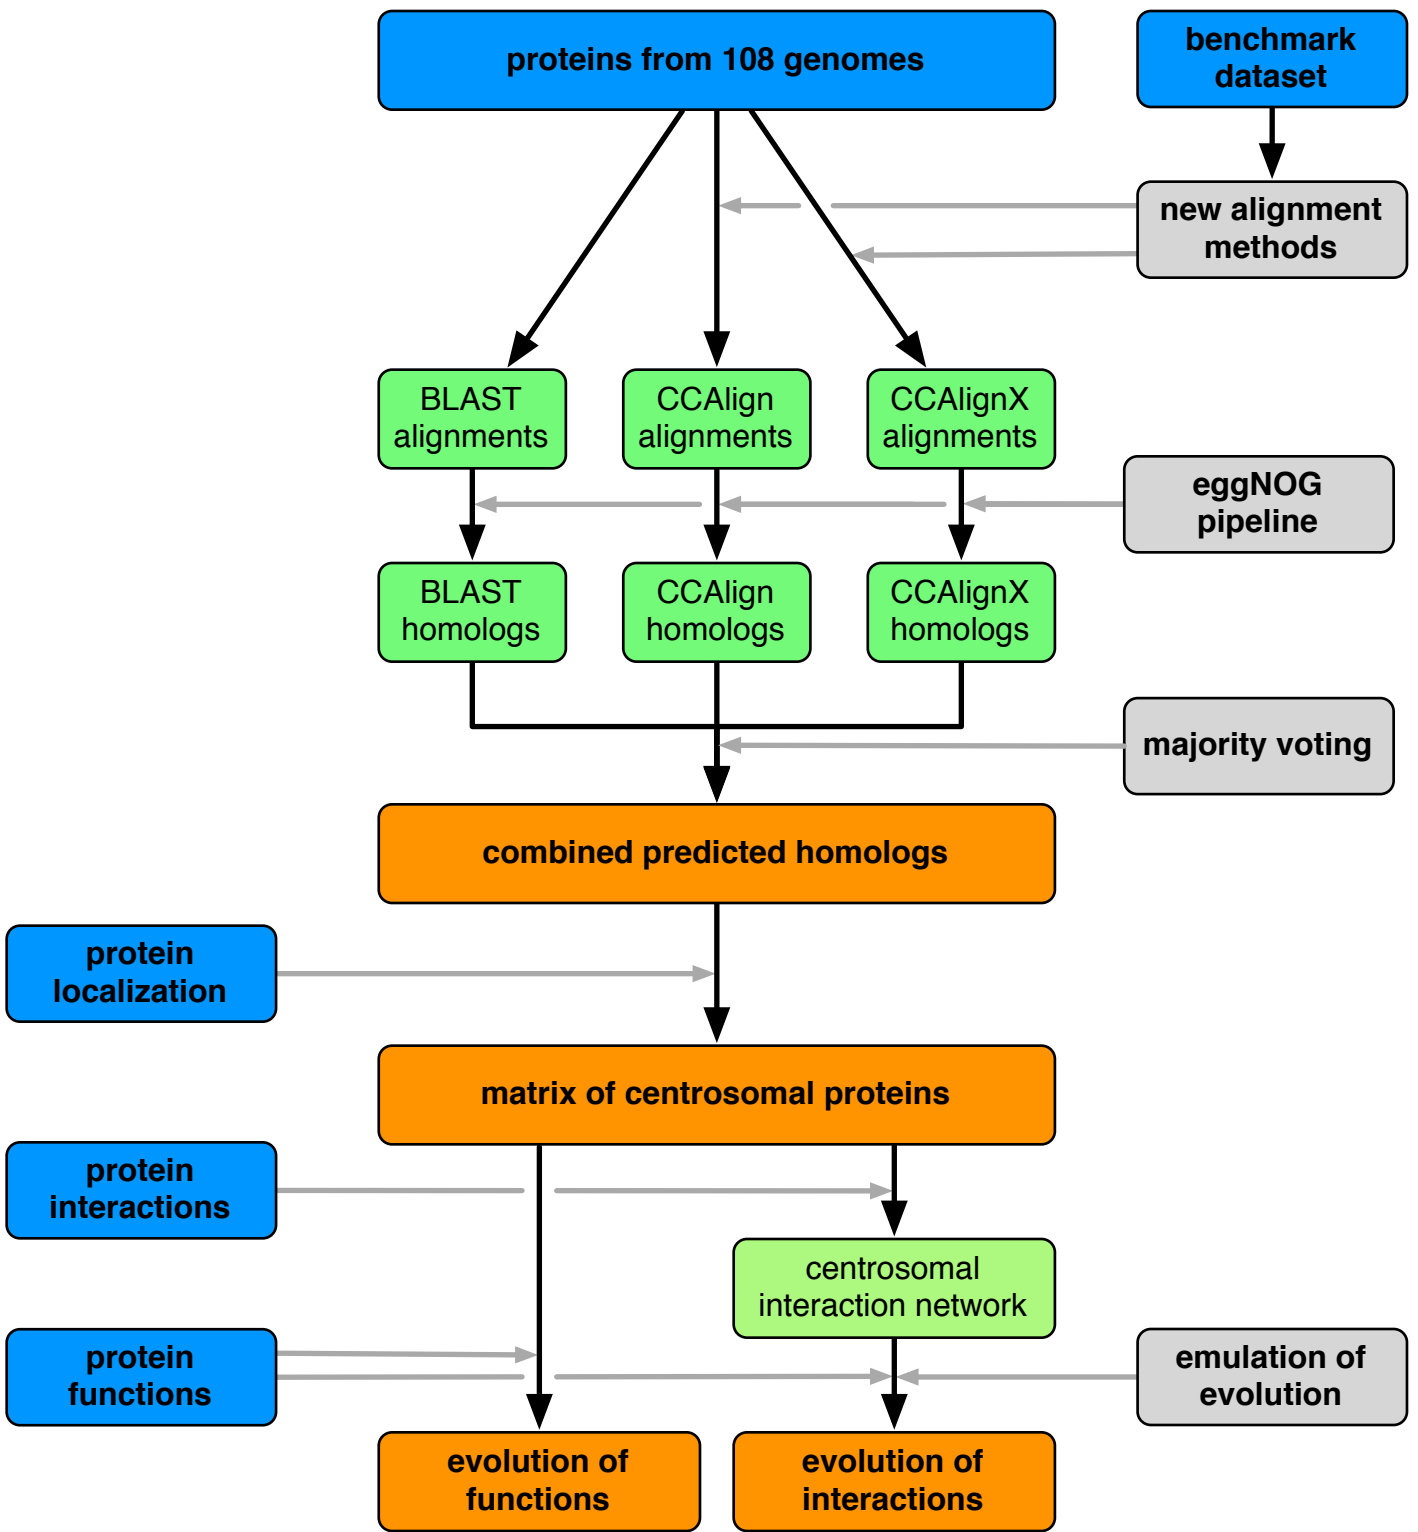 proteins from 108 genomes
benchmark
dataset
new alignment
methods
BLAST
alignments
CCAlign
alignments
CCAlignX
alignments
eggNOG
pipeline
BLAST
homologs
CCAlign
homologs
CCAlignX
homologs
majority voting
combined predicted homologs
protein
localization
matrix of centrosomal proteins
protein
interactions
centrosomal
interaction network
protein
functions
emulation of
evolution
evolution of
functions
evolution of
interactions